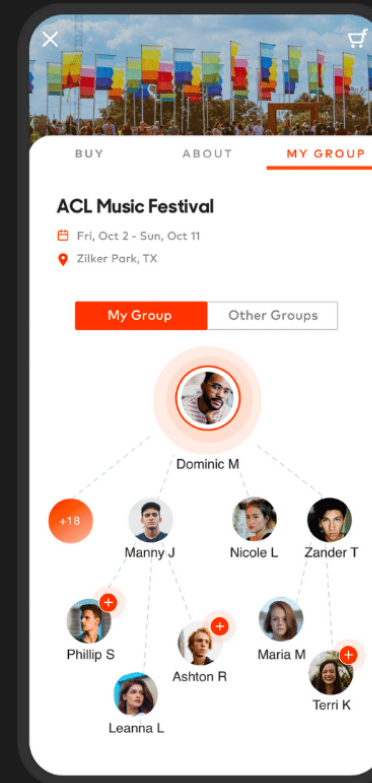 BUY ABOUT MY GROUP
ACL Music Festival
Fri, Oct 2 - Sun, Oct 11
Zilker Park, TX
My Group Other Groups
Dominic M
+18
Manny J Nicole L Zander T
Phillip S
Ashton R
Maria M
Terri K
Leanna L